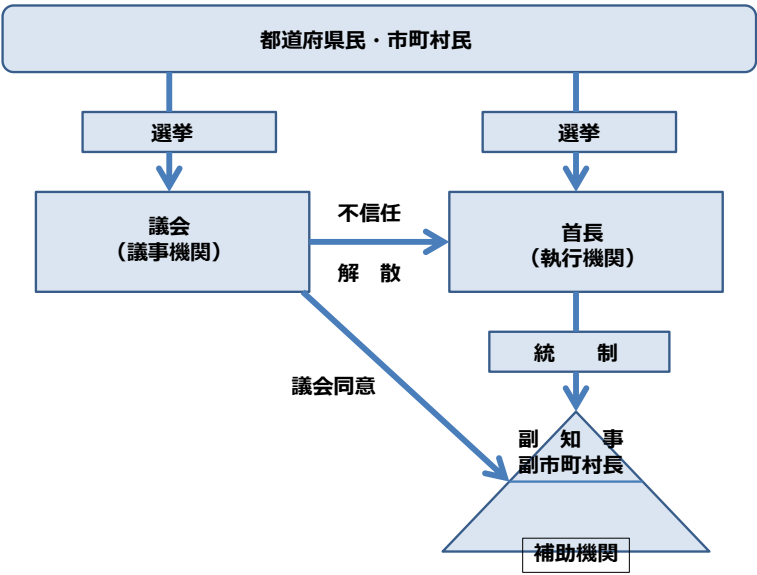 都道府県民・市町村民
選挙
選挙
議会
（議事機関）
不信任
解　散
首長
（執行機関）
統　　制
議会同意
副　知　事
副市町村長
補助機関